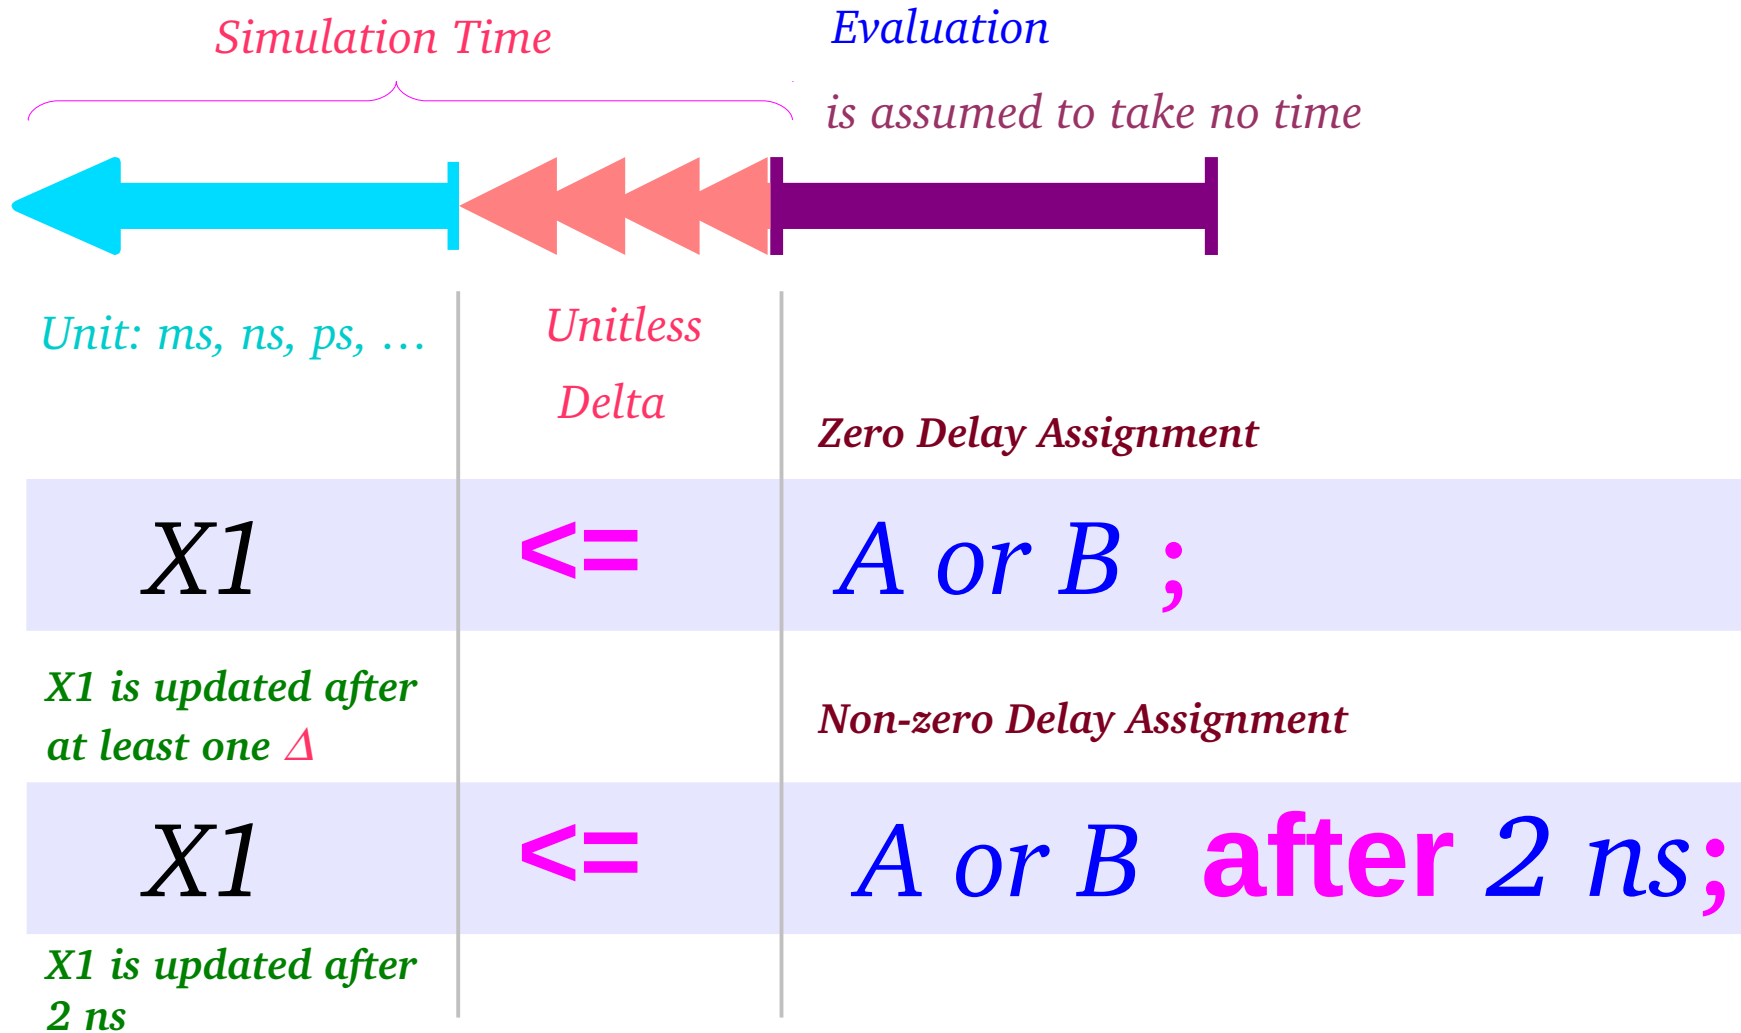 Simulation Time
Evaluation
is assumed to take no time
Unit: ms, ns, ps, …
Unitless
Delta
Zero Delay Assignment
X1 <= A or B ;
X1 is updated after
at least one Δ
Non-zero Delay Assignment
X1 <= A or B after 2 ns;
X1 is updated after
2 ns